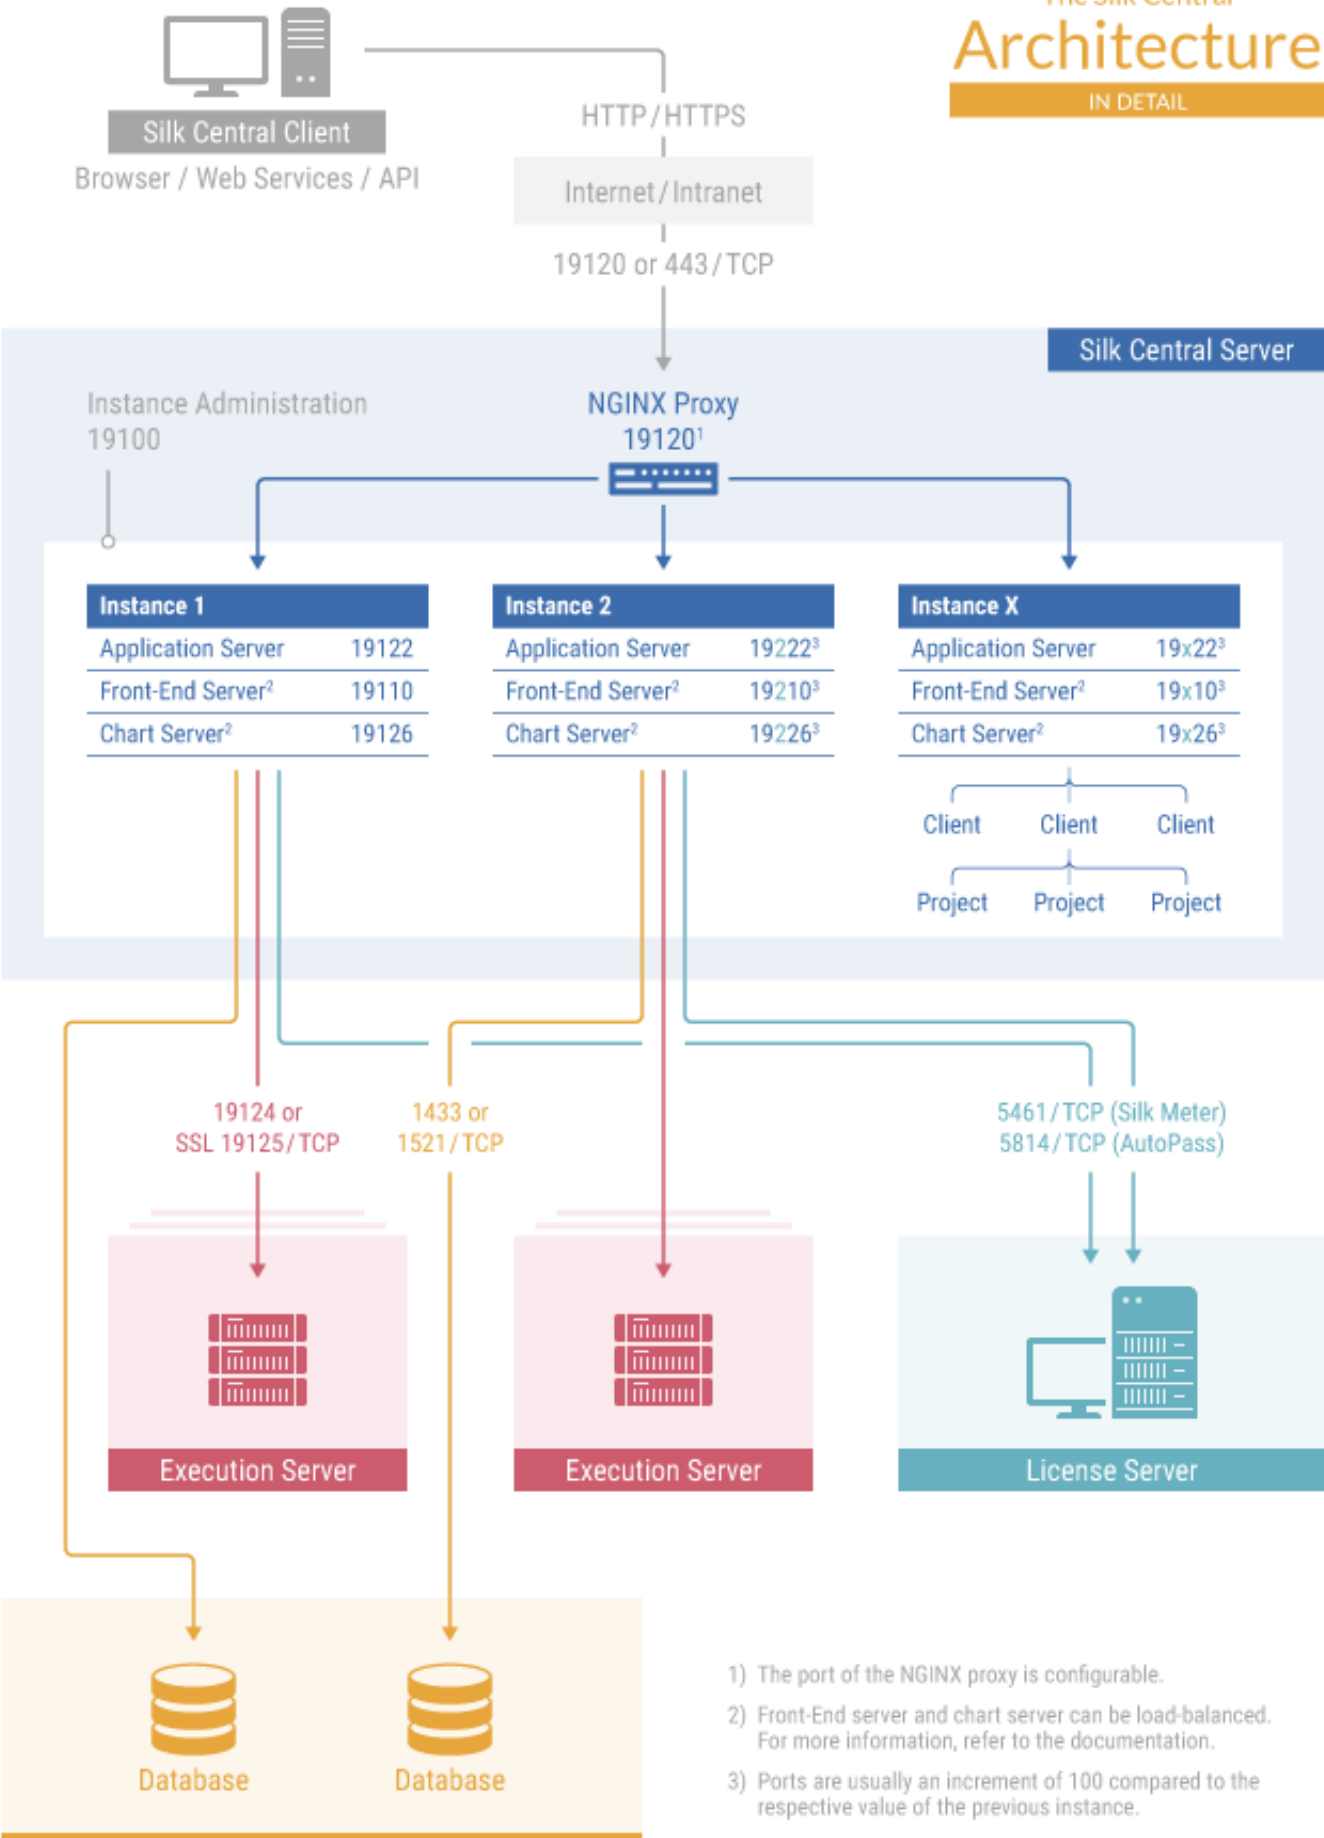 The Silk Central
Architecture
IN DETAIL
Silk Central Client
Browser / Web Services / API
HTTP/HTTPS
Internet/Intranet
19120 or 443/TCP
Silk Central Server
Instance Administration
19100
NGINX Proxy
19120¹
Instance 1
Application Server 19122
Front-End Server² 19110
Chart Server² 19126
Instance 2
Application Server 19222³
Front-End Server² 19210³
Chart Server² 19226³
Instance X
Application Server 19x22³
Front-End Server² 19x10³
Chart Server² 19x26³
Client Client Client
Project Project Project
19124 or
SSL 19125/TCP
1433 or
1521/TCP
5461/TCP (Silk Meter)
5814/TCP (AutoPass)
Execution Server
Execution Server
License Server
Database
Database
1) The port of the NGINX proxy is configurable.
2) Front-End server and chart server can be load-balanced.
For more information, refer to the documentation.
3) Ports are usually an increment of 100 compared to the
respective value of the previous instance.